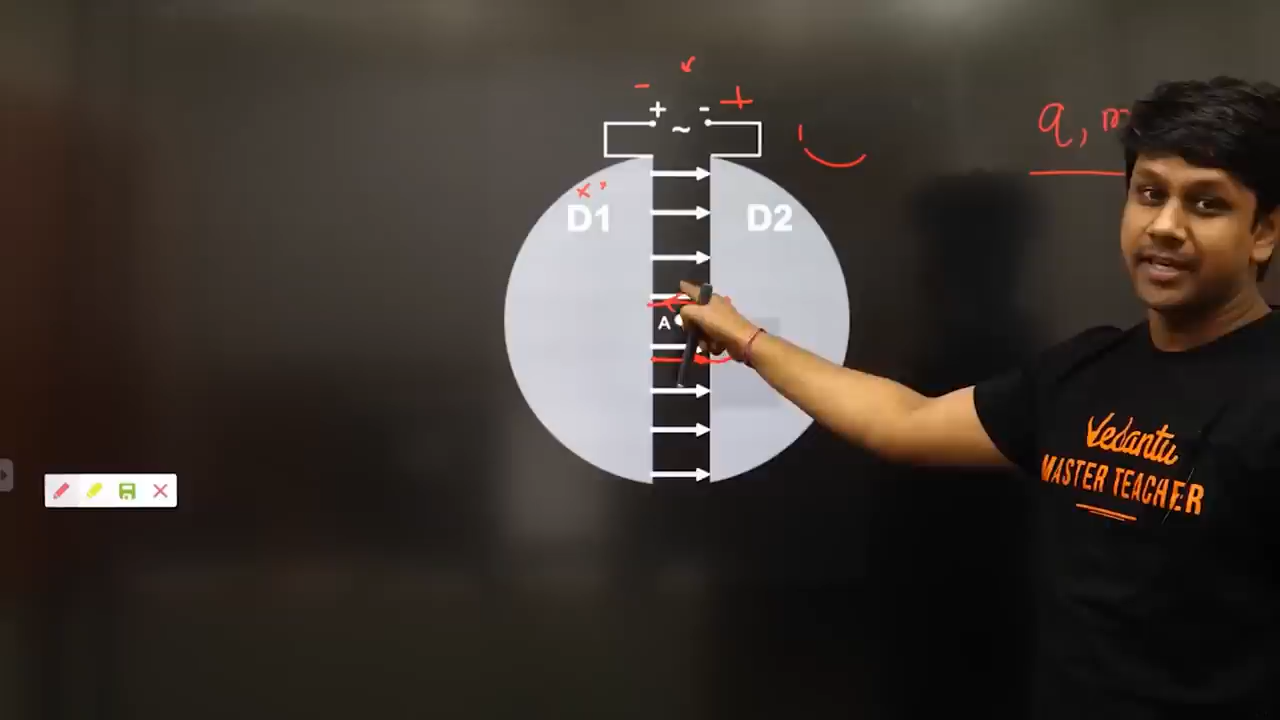 - +
+ ~ -
q, m
x
D1 D2
A
Vedantu
MASTER TEACHER